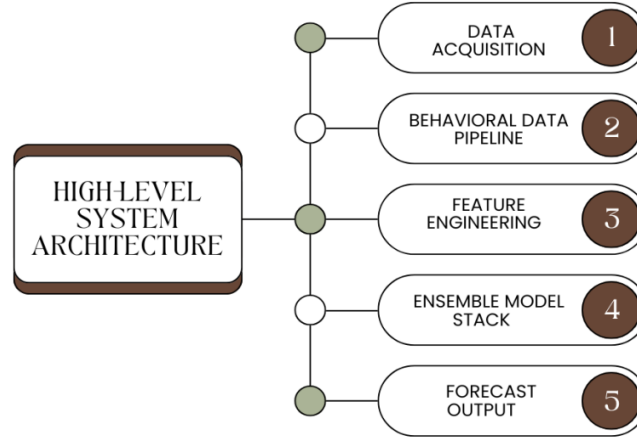 HIGH-LEVEL
SYSTEM
ARCHITECTURE
DATA
ACQUISITION
1
BEHAVIORAL DATA
PIPELINE
2
FEATURE
ENGINEERING
3
ENSEMBLE MODEL
STACK
4
FORECAST
OUTPUT
5